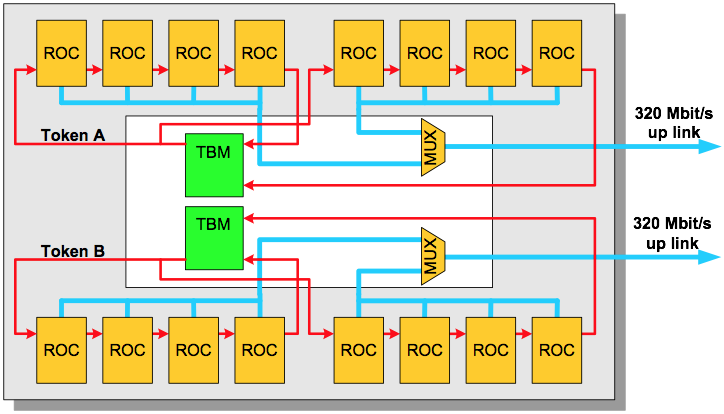 ROC ROC ROC ROC ROC ROC ROC ROC
320 Mbit/s
up link
Token A
TBM
MUX
TBM
320 Mbit/s
up link
Token B
MUX
ROC ROC ROC ROC ROC ROC ROC ROC